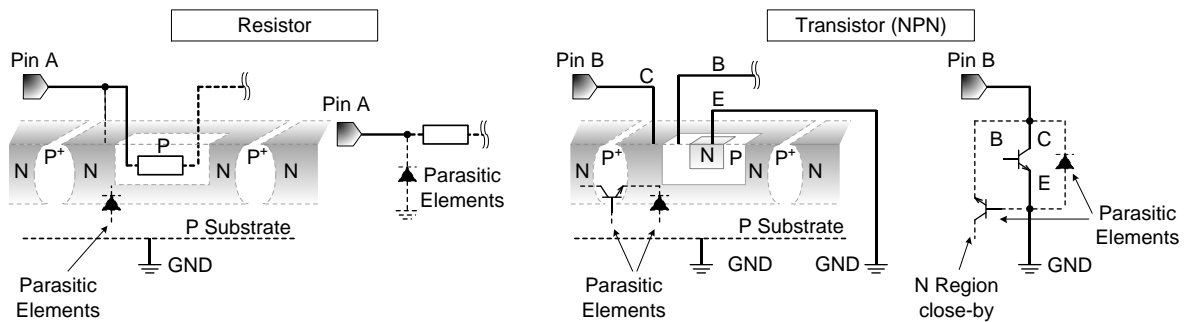 Resistor
Transistor (NPN)
Pin A
Pin B
Pin B
C
B
E
Pin A
N
P+
N
P
N
P+
N
Parasitic
Elements
P Substrate
GND
Parasitic
Elements
N
P+
N
N
P
N
P+
N
P Substrate
GND
GND
Parasitic
Elements
B
C
E
Parasitic
Elements
GND
N Region
close-by